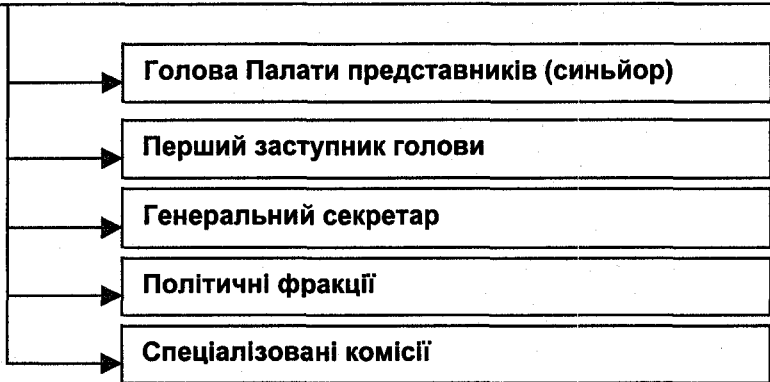 Голова Палати представників (синьйор)
Перший заступник голови
Генеральний секретар
Політичні фракції
Спеціалізовані комісії